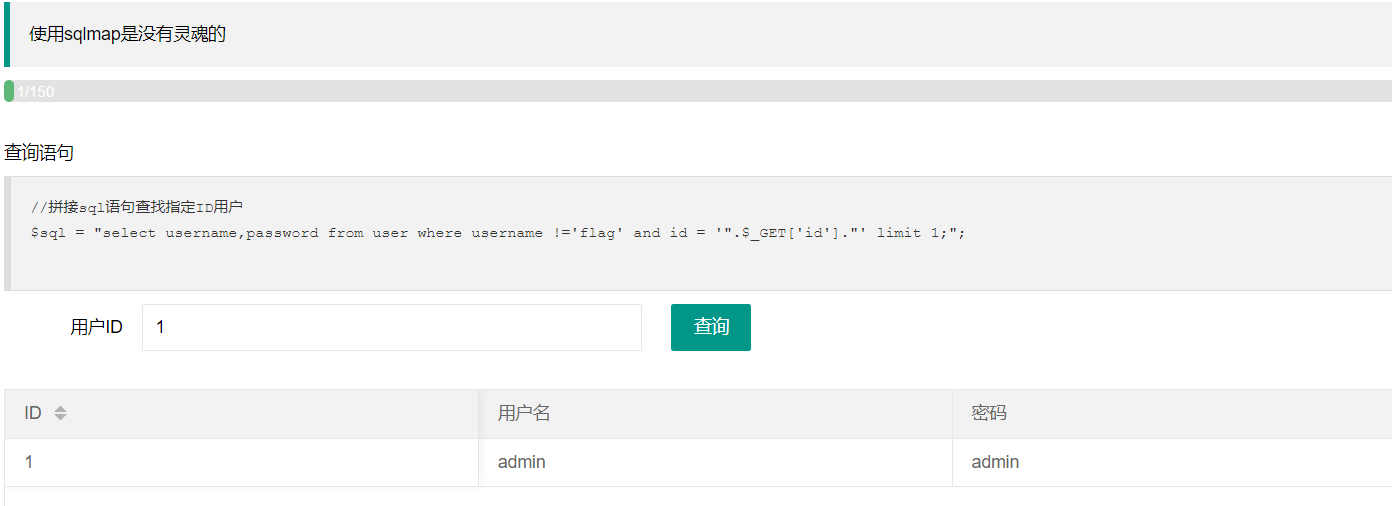 使用sqlmap是没有灵魂的
1/150
查询语句
//拼接sql语句查找指定ID用户
$sql = "select username,password from user where username !='flag' and id = '".$_GET['id']."' limit 1;";
用户ID 1 查询
ID 用户名 密码
1 admin admin